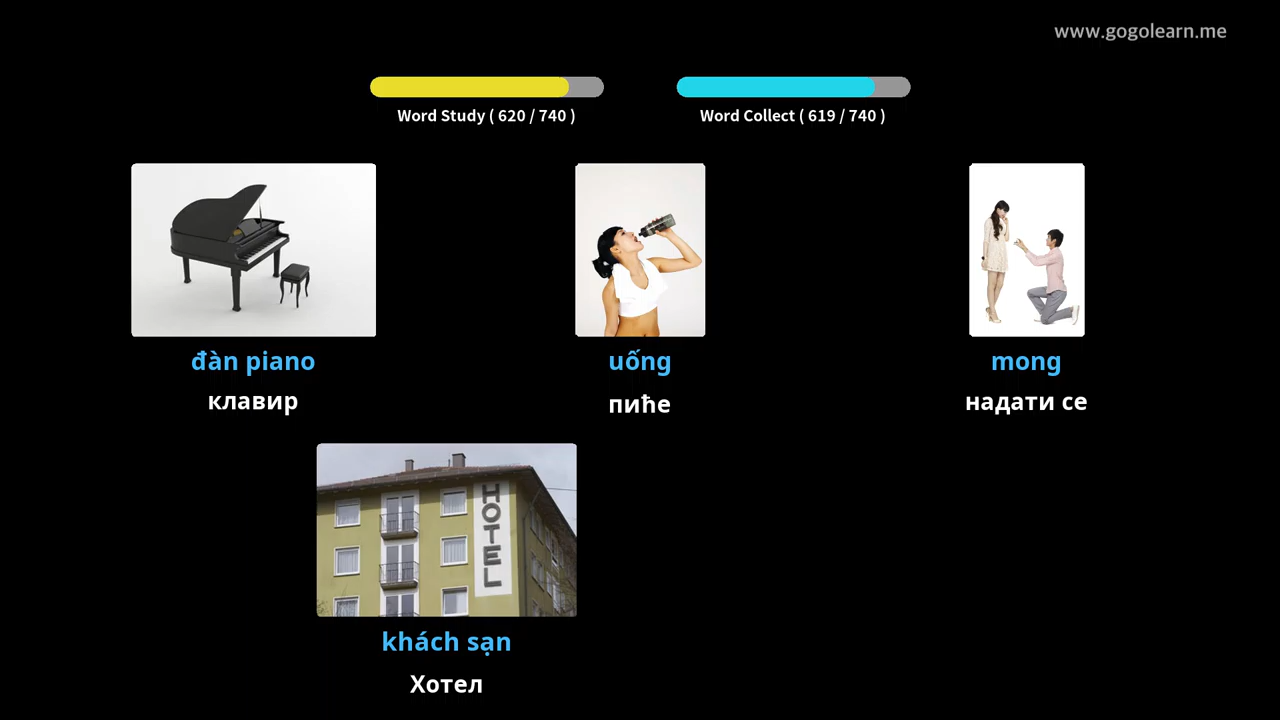 www.gogolearn.me
Word Study ( 620 / 740 )
Word Collect ( 619 / 740 )
đàn piano
uống
mong
клавир
пиће
надати се
HOTEL
khách sạn
Хотел